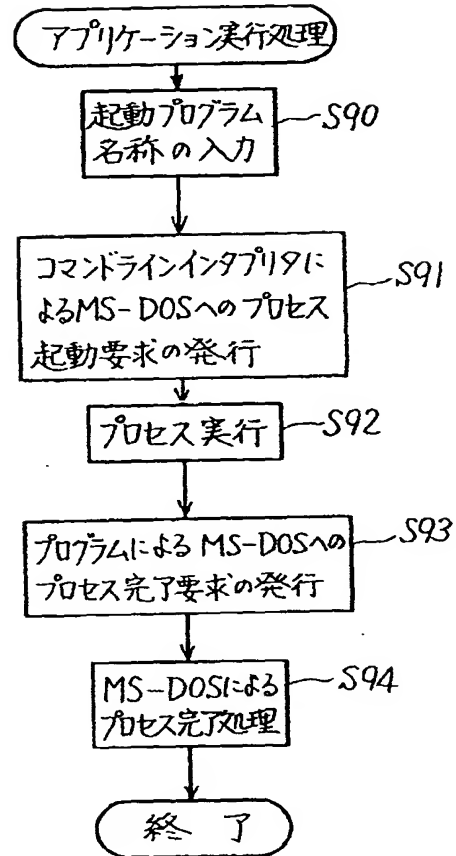 アプリケーション実行処理
起動プログラム
名称の入力
S90
コマンドラインインタプリタに
よるMS-DOSへのプロセス
起動要求の発行
S91
プロセス実行
S92
プログラムによるMS-DOSへの
プロセス完了要求の発行
S93
MS-DOSによる
プロセス完了処理
S94
終了